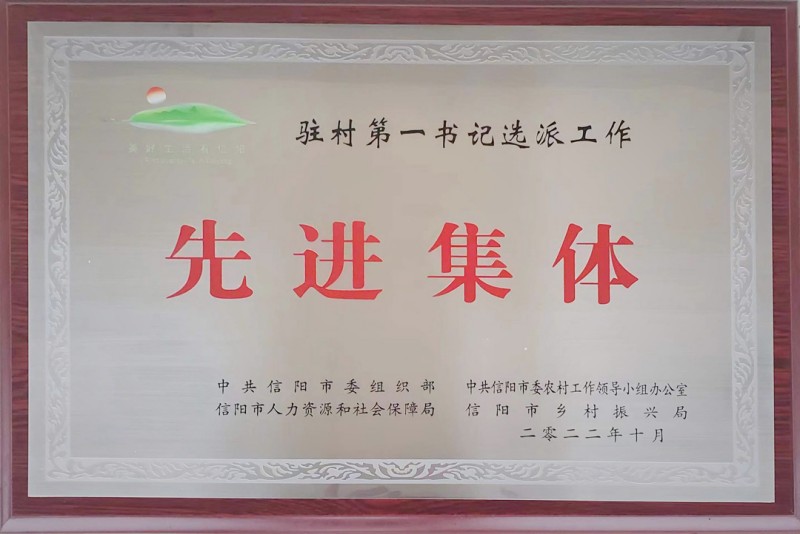 驻村第一书记选派工作
先进集体
中共信阳市委组织部
信阳市人力资源和社会保障局
中共信阳市委农村工作领导小组办公室
信阳市乡村振兴局
二零二二年十月